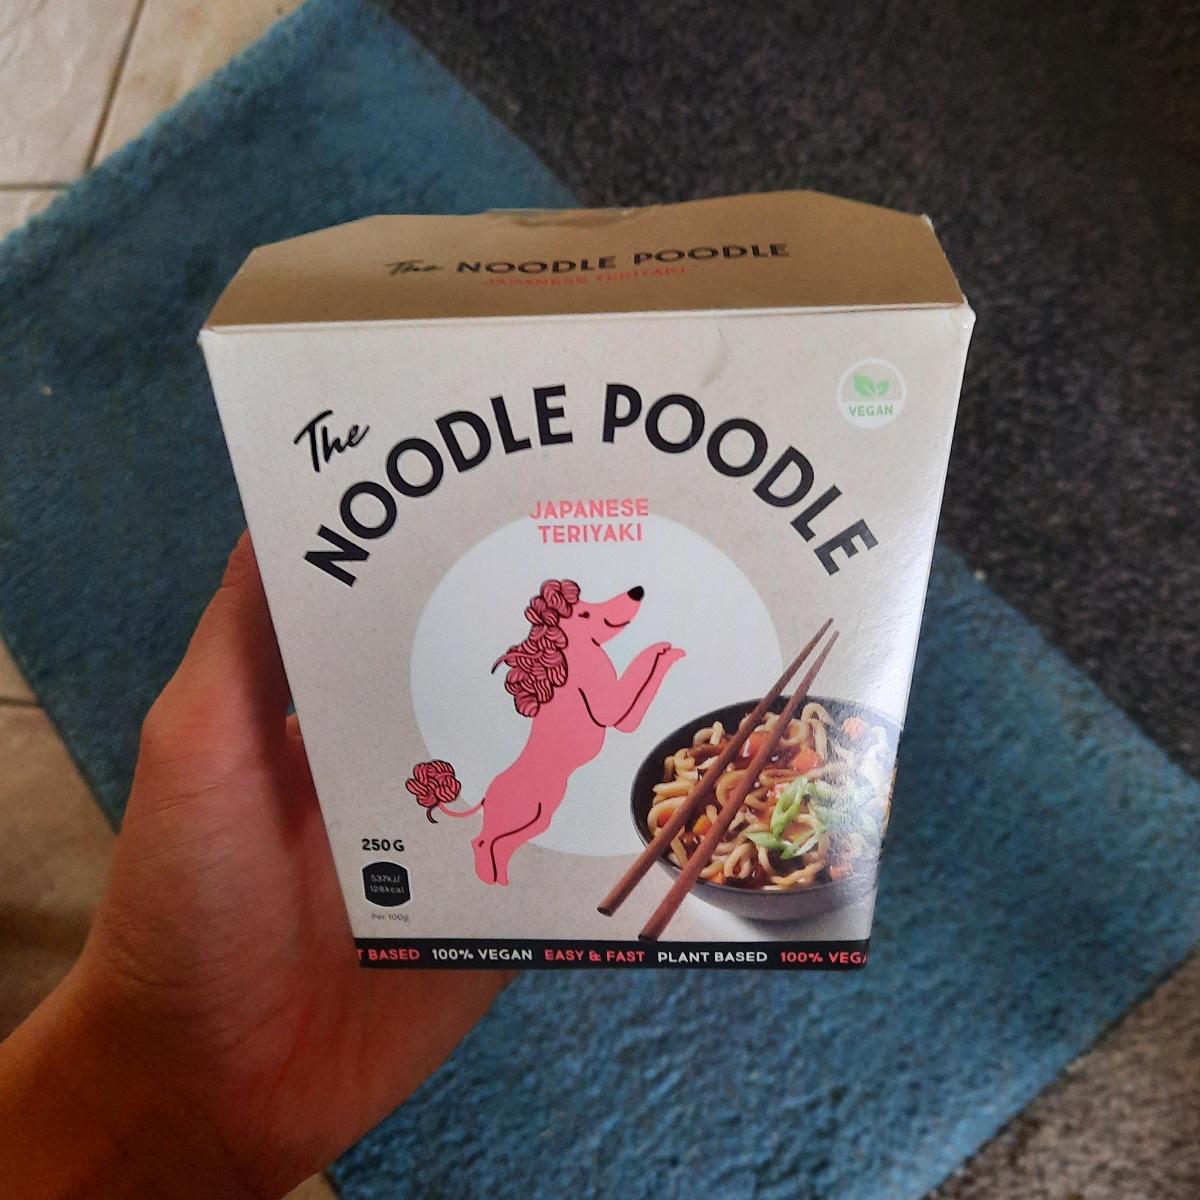 The NOODLE POODLE
JAPANESE TERIYAKI
The
NOODLE POODLE
VEGAN
JAPANESE
TERIYAKI
250G
537kJ/
128kcal
Per 100g
T BASED 100% VEGAN EASY & FAST PLANT BASED 100% VEGA